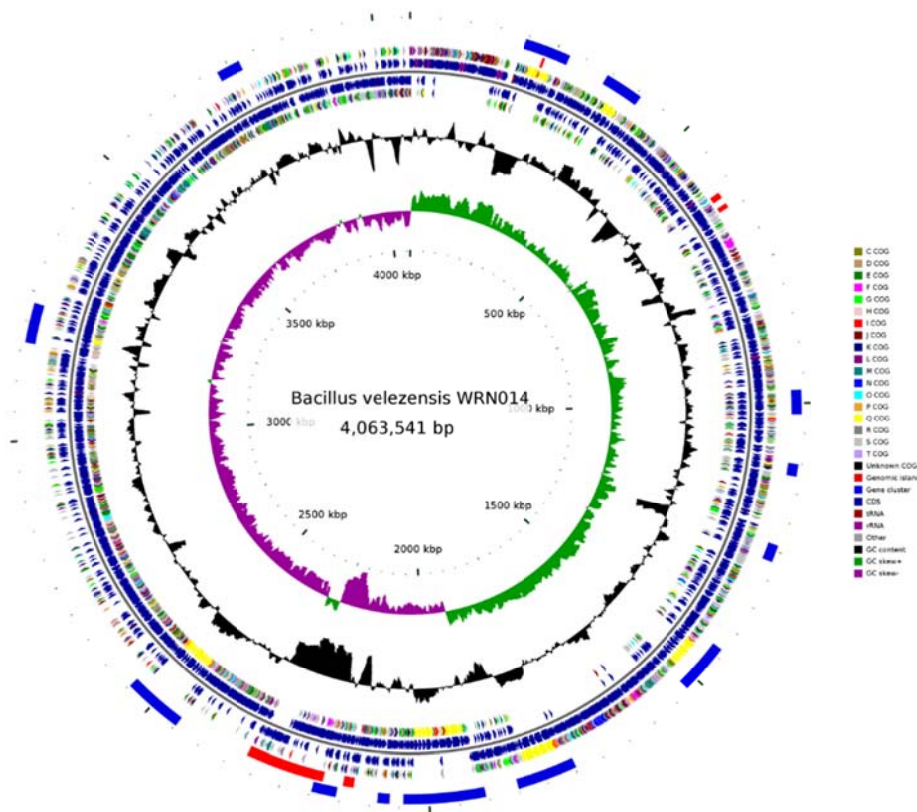 4000 kbp
500 kbp
3500 kbp
Bacillus velezensis WRN014
1000 kbp
3000 kbp
4,063,541 bp
1500 kbp
2500 kbp
2000 kbp
C COG
D COG
E COG
F COG
G COG
H COG
I COG
J COG
K COG
L COG
M COG
N COG
O COG
P COG
Q COG
R COG
S COG
T COG
Unknown COG
Genomic islan
Gene cluster
CDS
tRNA
rRNA
Other
GC content
GC skew+
GC skew-